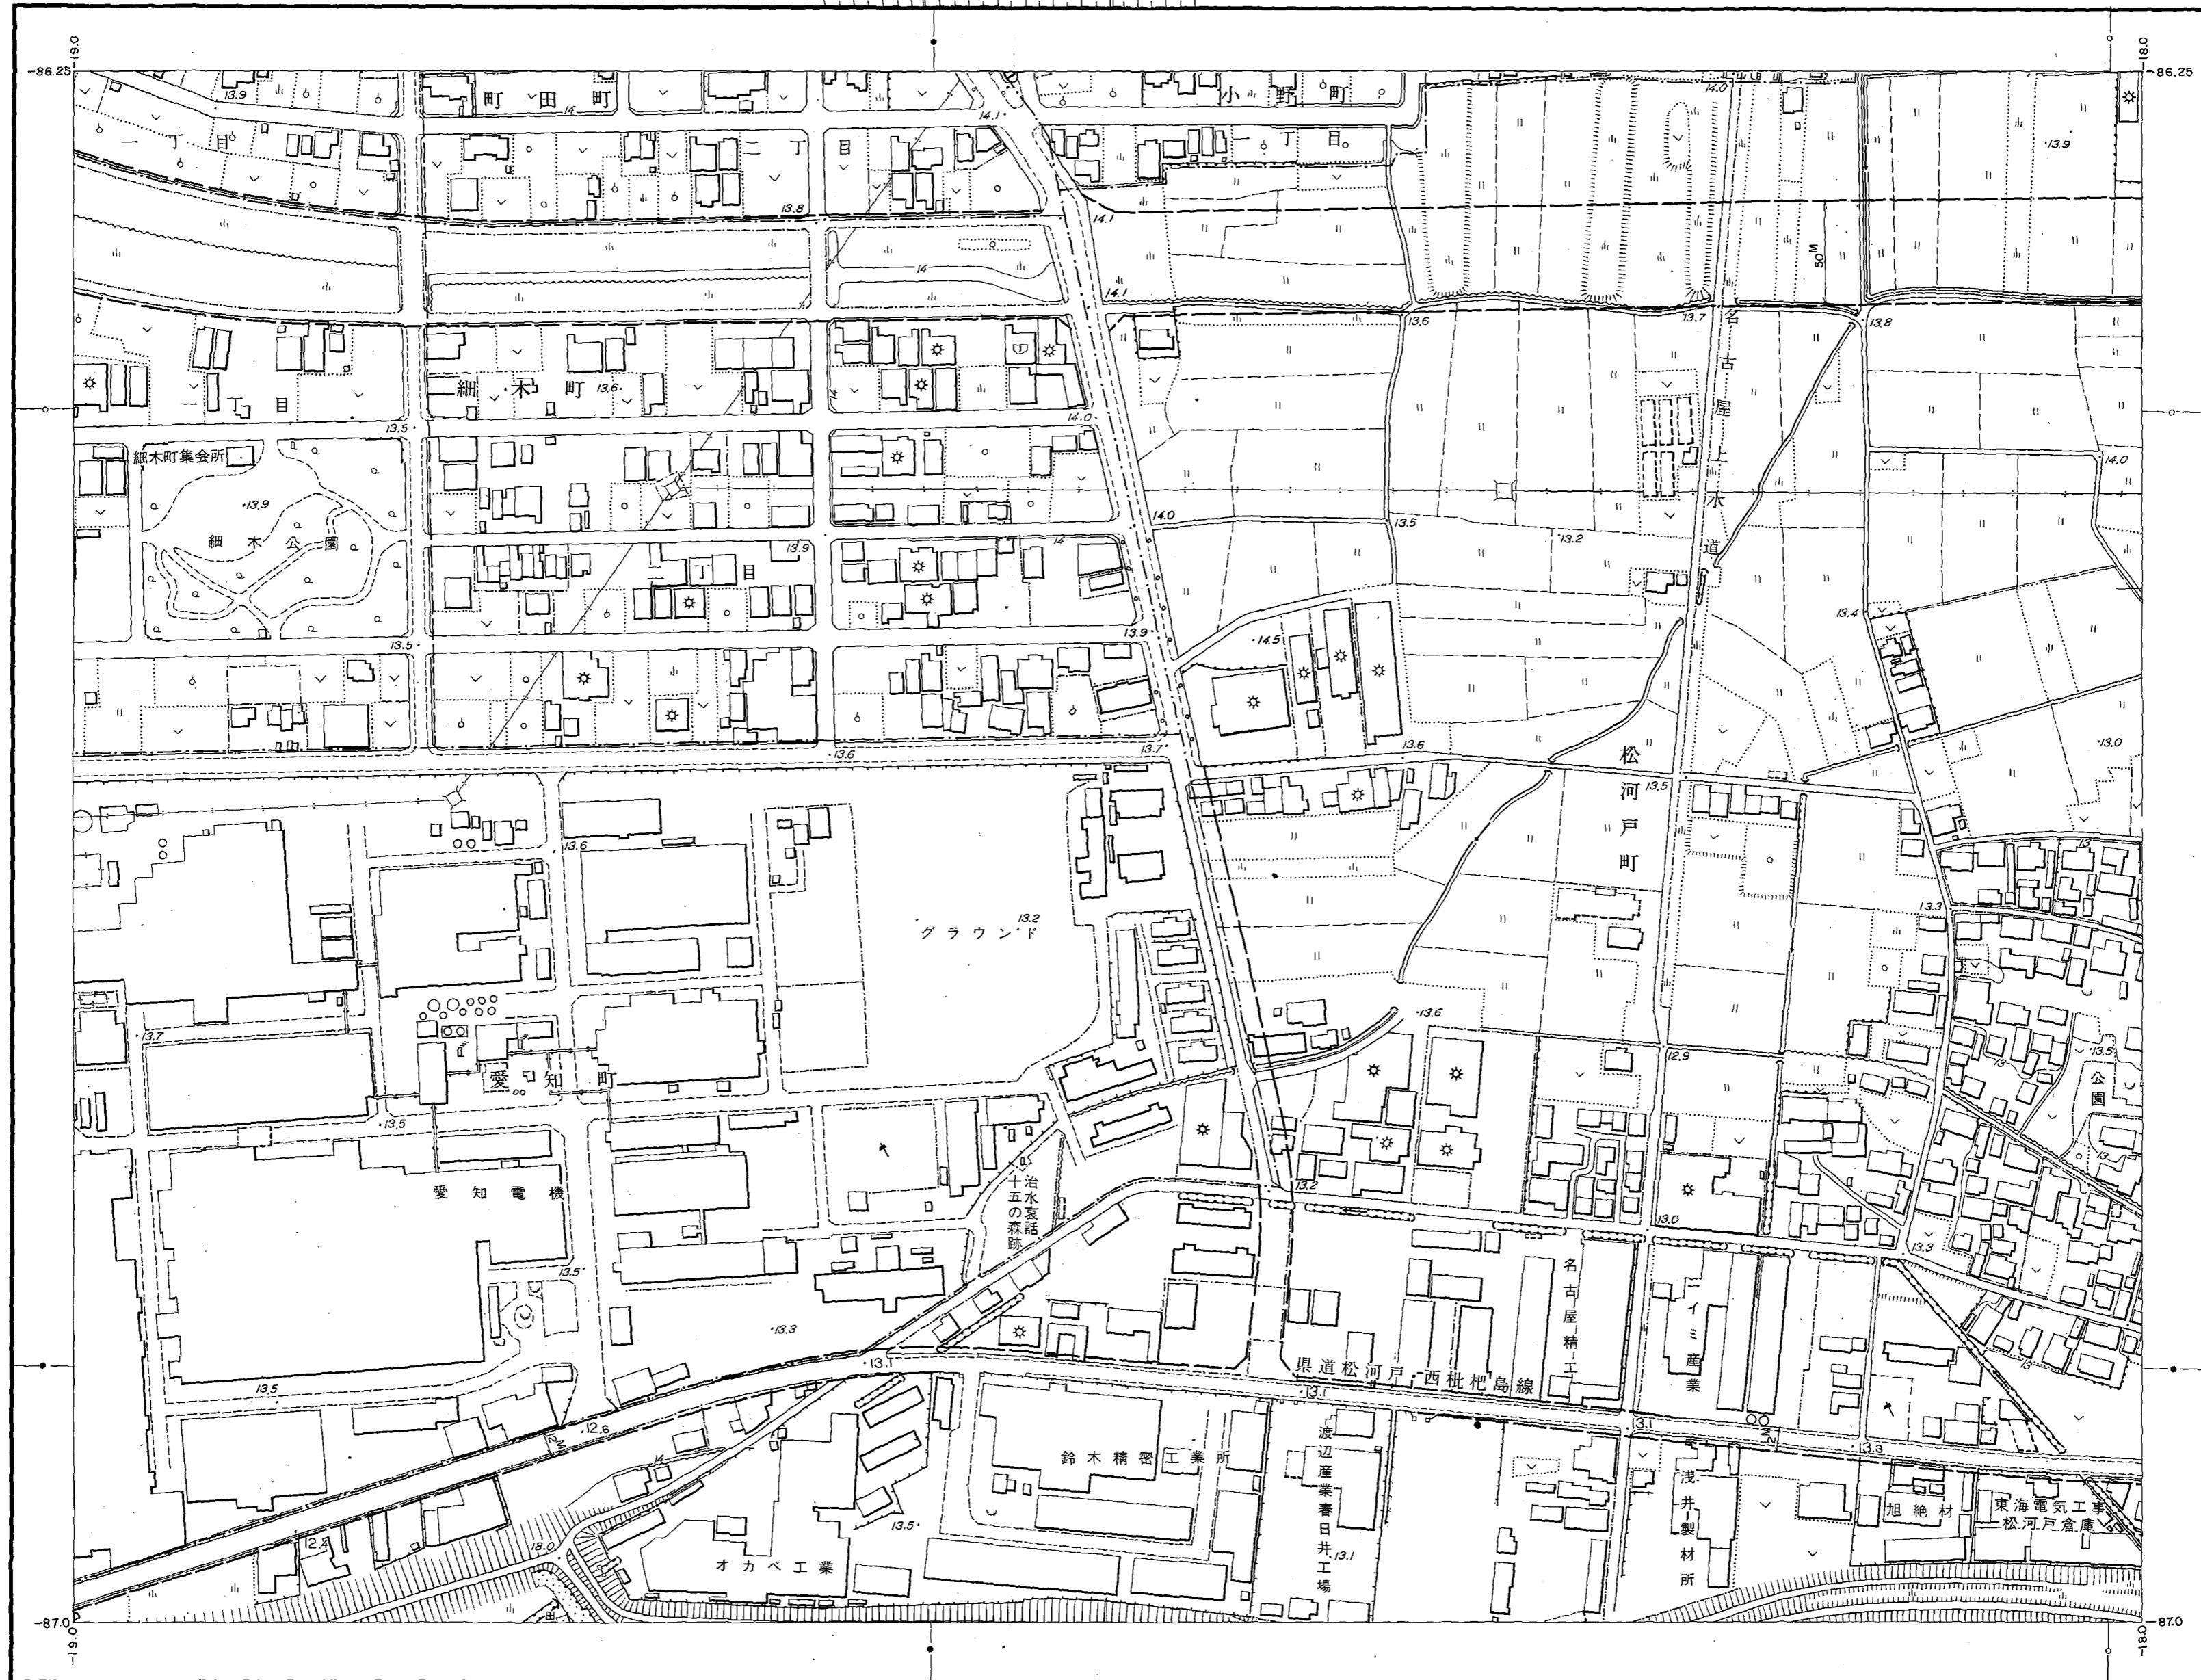 -19.0
-18.0
-86.25
-86.25
13.9
町田町
14
14.1
小野町
14.0
一丁目
二丁目
一丁目
13.9
13.8
14.1
50M
14
14.1
13.6
13.7
13.8
名古屋上水道
細木町
13.6
一丁目
14
14.0
13.5
細木町集会所
14.0
13.9
14.0
13.5
13.2
細木公園
14
13.9
二丁目
13.4
13.9
14.5
13.5
13.6
13.7
13.6
松河戸町
13.0
13.5
13.6
13
13.2
グラウンド
13.3
13.6
13.7
12.9
13.5
13
公園
愛知町
13.5
13
愛知電機
治水哀話
十五の森跡
13.2
13.0
13.3
13.5
名古屋精工
13.3
13.1
県道松河戸・西枇杷島線
13
13.5
13.1
12.6
12M
13.1
12M
13.3
14
鈴木精密工業所
渡辺産業春日井工場
浅井製材所
旭絶材
東海電気工事
松河戸倉庫
13.5
12.2
18.0
オカベ工業
13.1
-87.0
-87.0
-19.0
-18.0